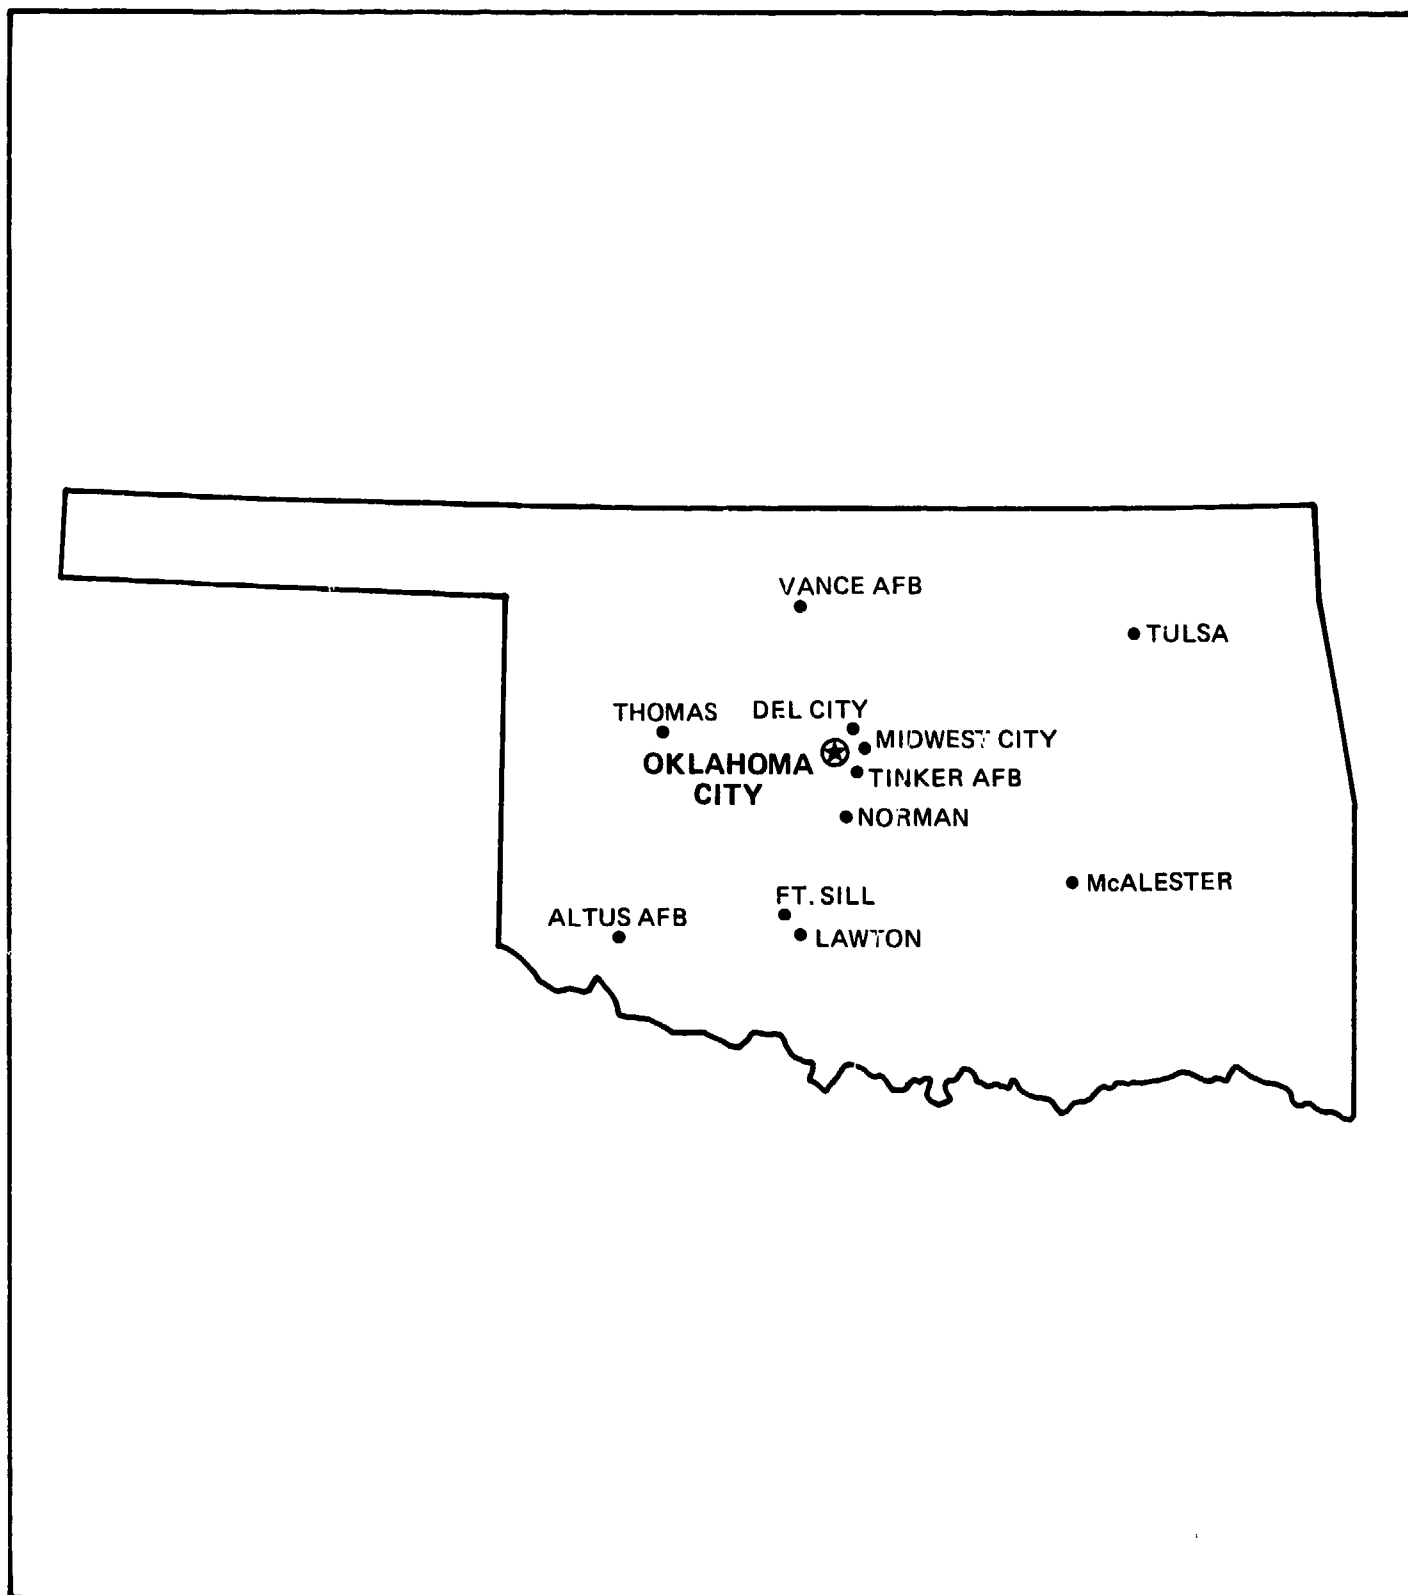 VANCE AFB
TULSA
THOMAS
DEL CITY
MIDWEST CITY
OKLAHOMA
CITY
TINKER AFB
NORMAN
McALESTER
FT. SILL
ALTUS AFB
LAWTON